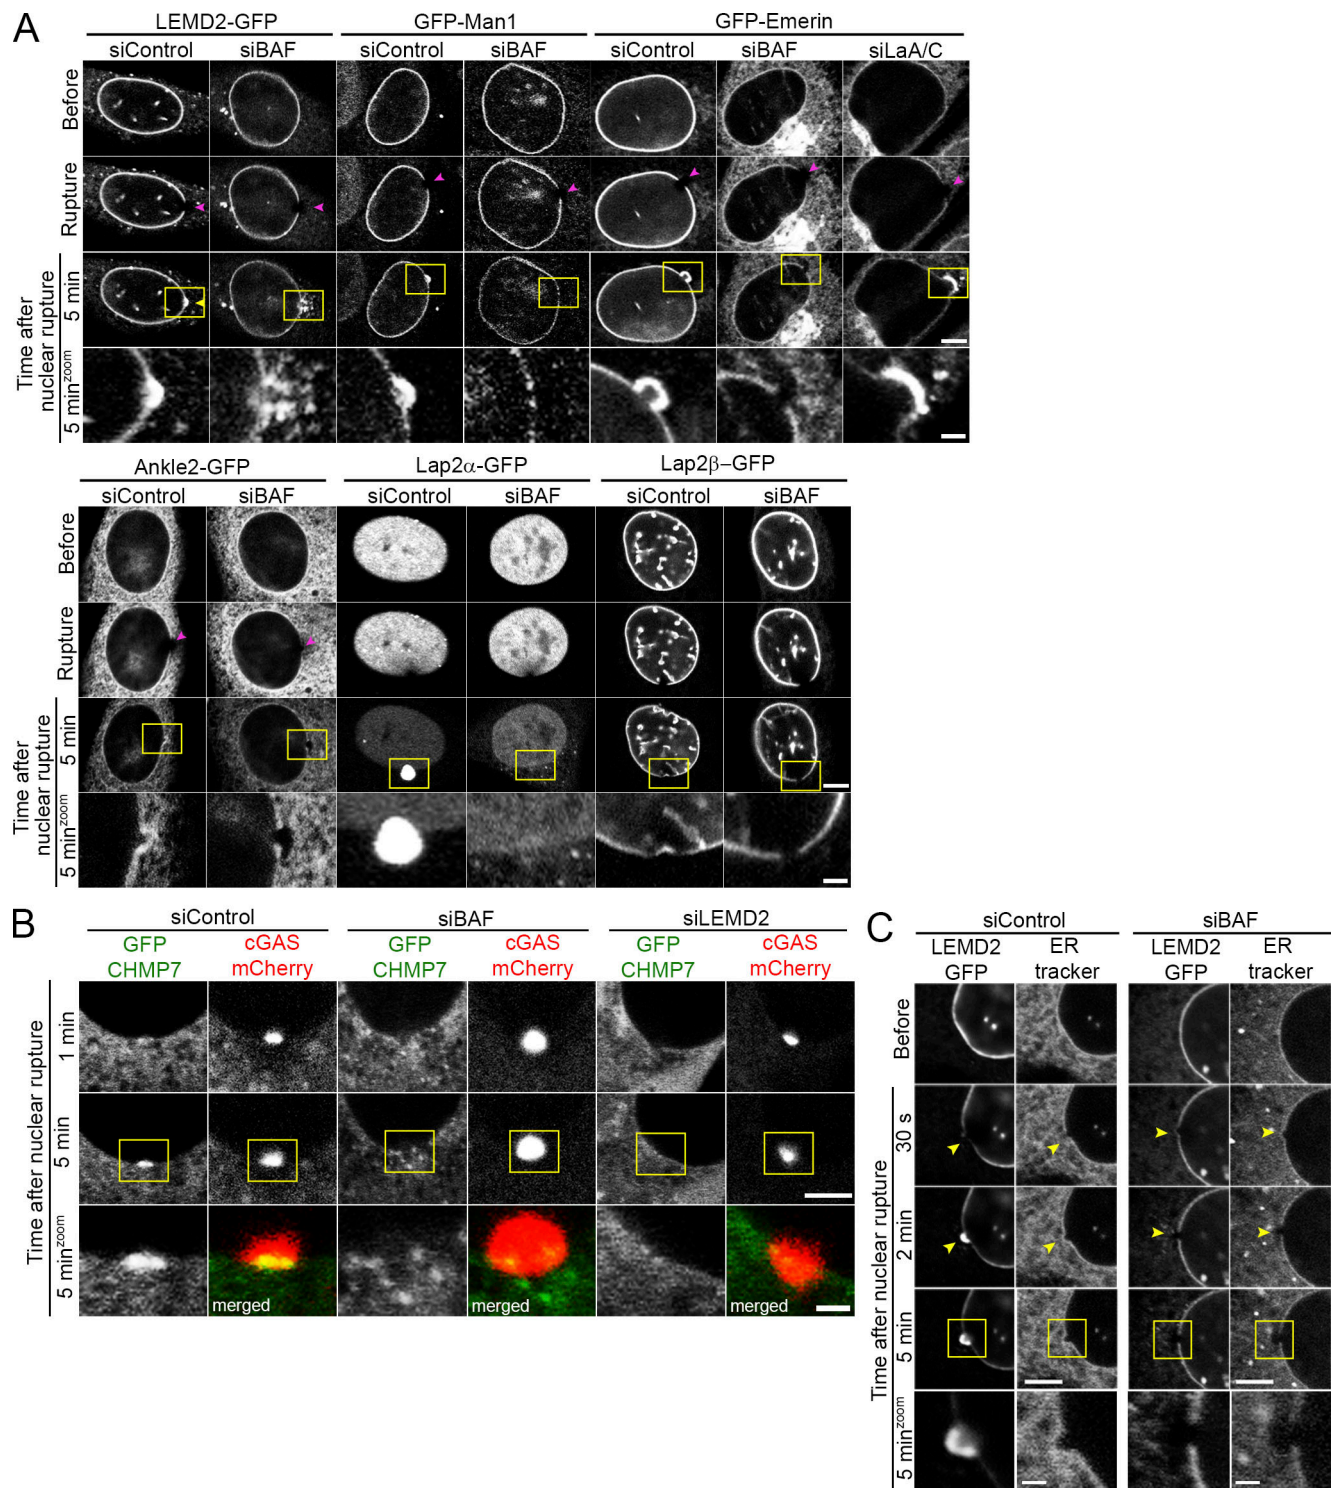 A
LEMD2-GFP GFP-Man1 GFP-Emerin
siControl siBAF siControl siBAF siControl siBAF siLaA/C
Before
Rupture
Time after nuclear rupture
5 min
5 min zoom
Ankle2-GFP Lap2α-GFP Lap2β–GFP
siControl siBAF siControl siBAF siControl siBAF
Before
Rupture
Time after nuclear rupture
5 min
5 min zoom
B
siControl siBAF siLEMD2
GFP cGAS GFP cGAS GFP cGAS
CHMP7 mCherry CHMP7 mCherry CHMP7 mCherry
Time after nuclear rupture
1 min
5 min
5 min zoom
merged merged merged
C
siControl siBAF
LEMD2 ER LEMD2 ER
GFP tracker GFP tracker
Before
Time after nuclear rupture
30 s
2 min
5 min
5 min zoom